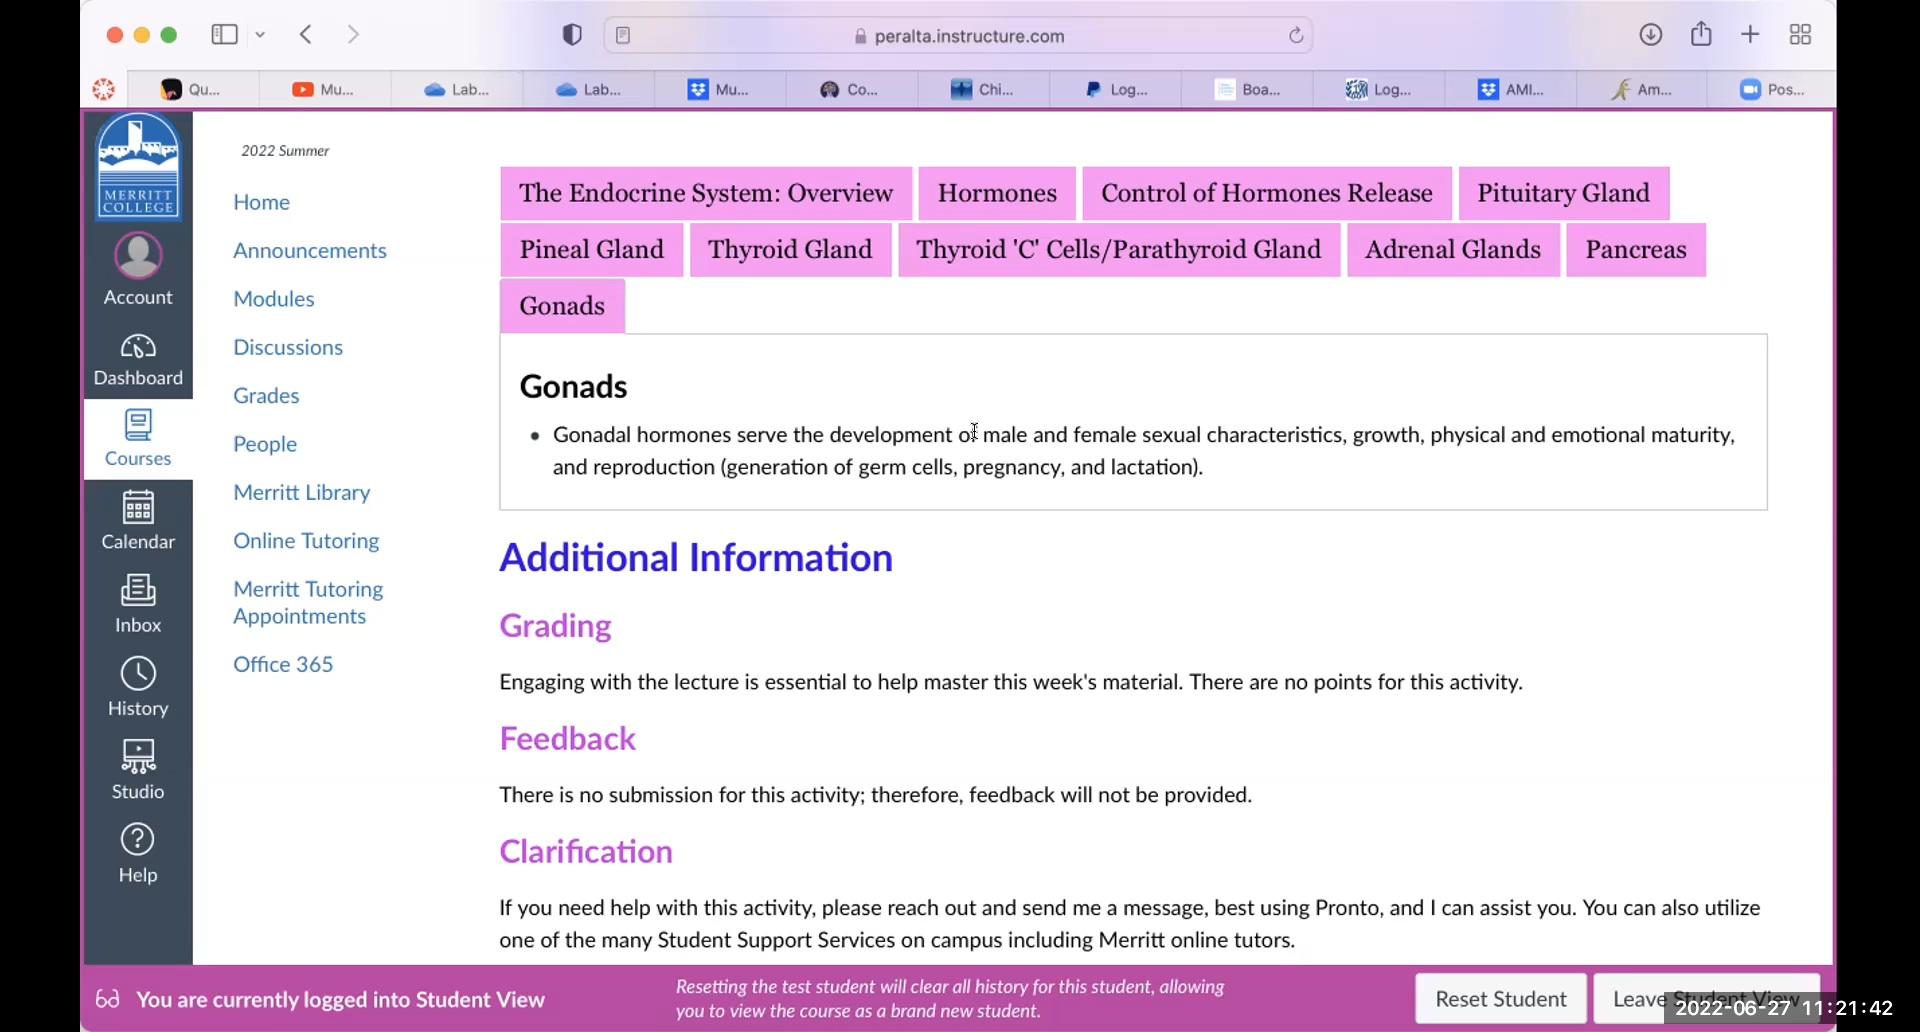 peralta.instructure.com
Qu...
Mu...
Lab...
Lab...
Mu...
Co...
Chi...
Log...
Boa...
Log...
AMI...
Am...
Pos...
MERRITT
COLLEGE
Account
Dashboard
Courses
Calendar
Inbox
History
Studio
Help
2022 Summer
Home
Announcements
Modules
Discussions
Grades
People
Merritt Library
Online Tutoring
Merritt Tutoring
Appointments
Office 365
The Endocrine System: Overview Hormones Control of Hormones Release Pituitary Gland
Pineal Gland Thyroid Gland Thyroid 'C' Cells/Parathyroid Gland Adrenal Glands Pancreas
Gonads
Gonads
Gonadal hormones serve the development of male and female sexual characteristics, growth, physical and emotional maturity,
and reproduction (generation of germ cells, pregnancy, and lactation).
Additional Information
Grading
Engaging with the lecture is essential to help master this week's material. There are no points for this activity.
Feedback
There is no submission for this activity; therefore, feedback will not be provided.
Clarification
If you need help with this activity, please reach out and send me a message, best using Pronto, and I can assist you. You can also utilize
one of the many Student Support Services on campus including Merritt online tutors.
You are currently logged into Student View
Resetting the test student will clear all history for this student, allowing
you to view the course as a brand new student.
Reset Student
Leave Student View
2022-06-27 11:21:42